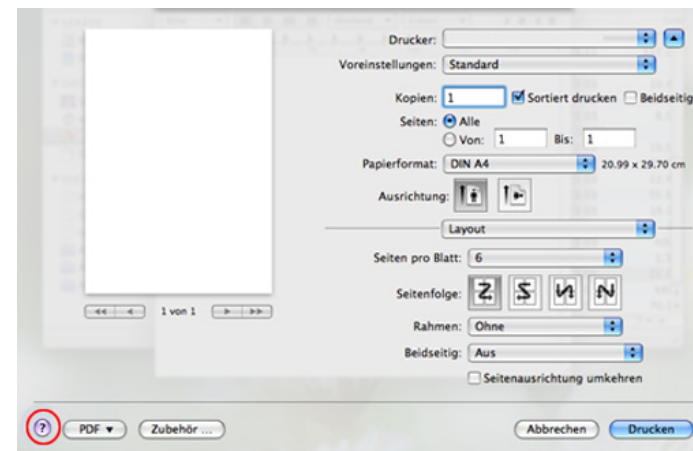 Drucker:
Voreinstellungen: Standard
Kopien: 1 Sortiert drucken Beidseitig
Seiten: Alle
Von: 1 Bis: 1
Papierformat: DIN A4 20.99 x 29.70 cm
Ausrichtung:
Layout
Seiten pro Blatt: 6
Seitenfolge:
1 von 1
Rahmen: Ohne
Beidseitig: Aus
Seitenausrichtung umkehren
? PDF Zubehör ... Abbrechen Drucken